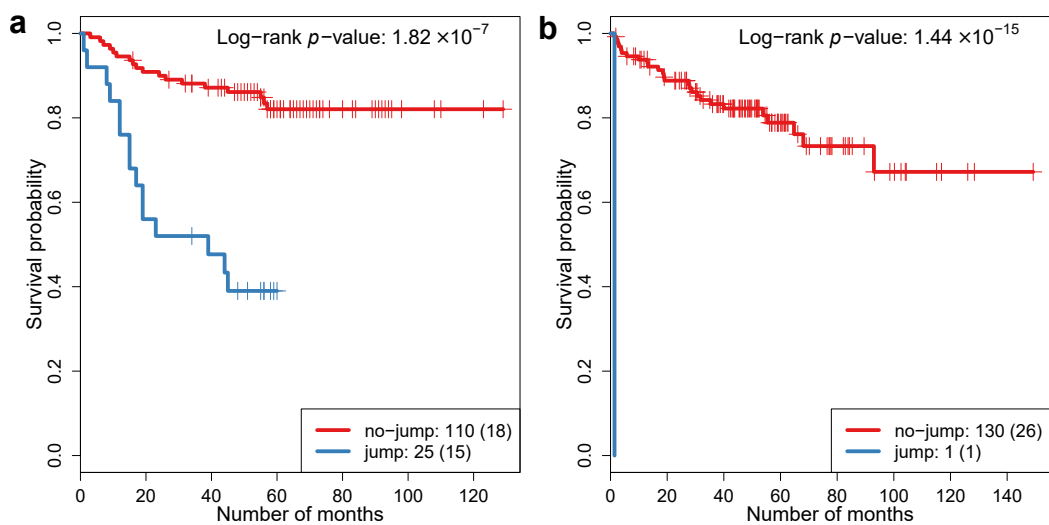 a
Log−rank p−value: 1.82 ×10−7
Survival probability
1.0
0.8
0.6
0.4
0.2
0.0
no−jump: 110 (18)
jump: 25 (15)
0 20 40 60 80 100 120
Number of months
b
Log−rank p−value: 1.44 ×10−15
Survival probability
1.0
0.8
0.6
0.4
0.2
0.0
no−jump: 130 (26)
jump: 1 (1)
0 20 40 60 80 100 120 140
Number of months